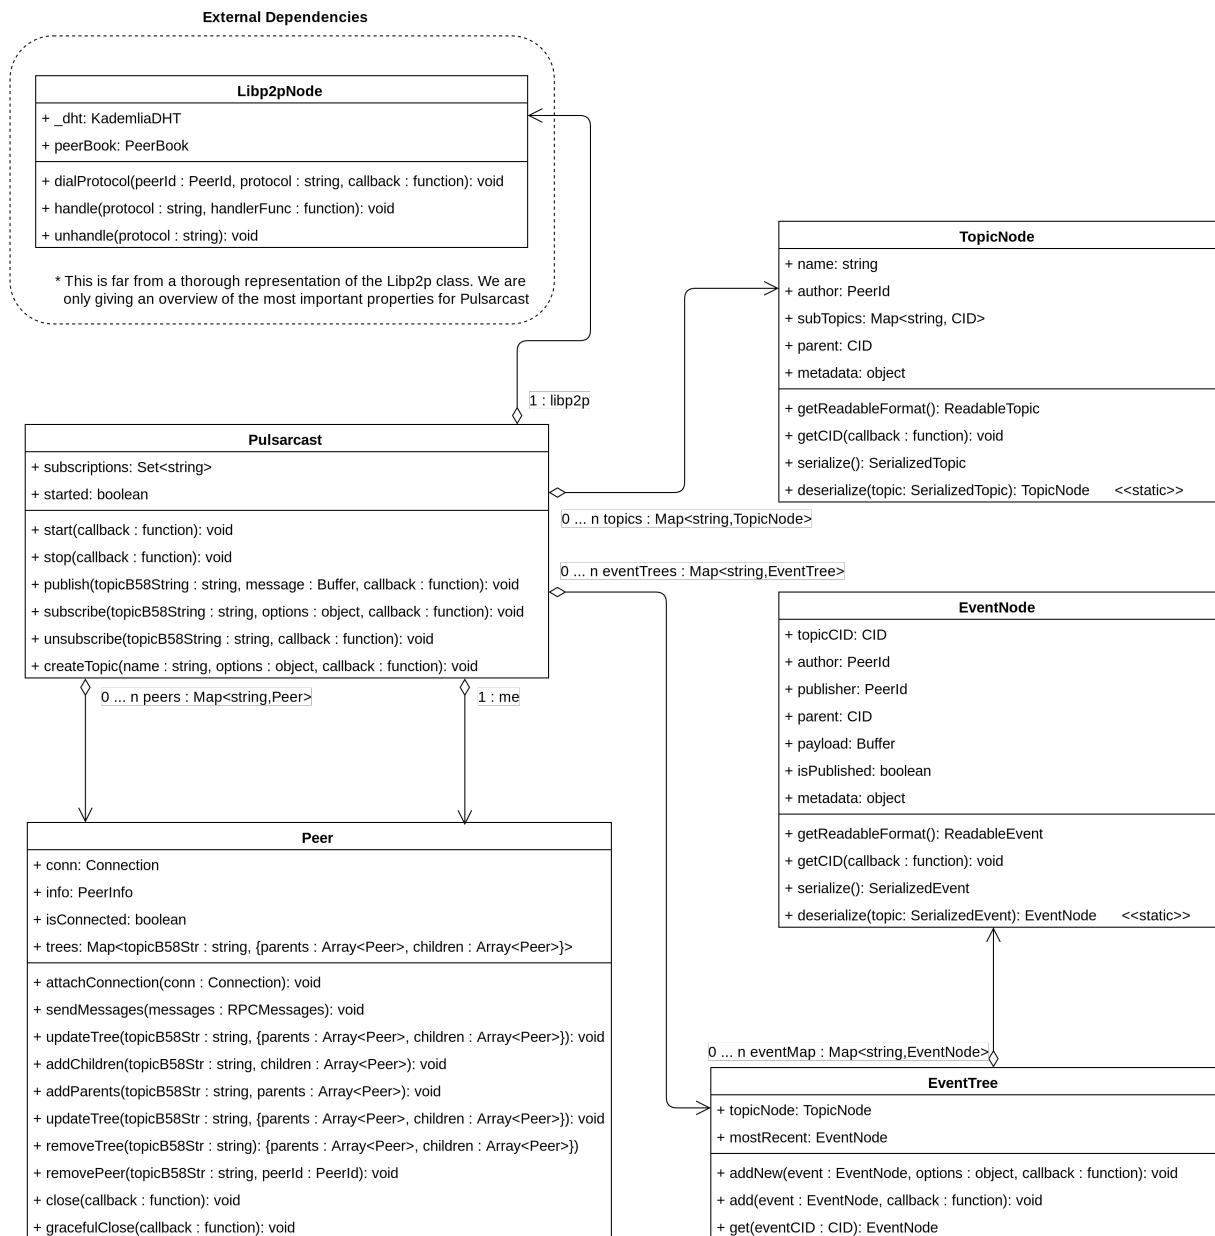 External Dependencies
Libp2pNode
+ _dht: KademliaDHT
+ peerBook: PeerBook
+ dialProtocol(peerId : PeerId, protocol : string, callback : function): void
+ handle(protocol : string, handlerFunc : function): void
+ unhandle(protocol : string): void
* This is far from a thorough representation of the Libp2p class. We are
only giving an overview of the most important properties for Pulsarcast
1 : libp2p
Pulsarcast
+ subscriptions: Set<string>
+ started: boolean
+ start(callback : function): void
+ stop(callback : function): void
+ publish(topicB58String : string, message : Buffer, callback : function): void
+ subscribe(topicB58String : string, options : object, callback : function): void
+ unsubscribe(topicB58String : string, callback : function): void
+ createTopic(name : string, options : object, callback : function): void
0 ... n topics : Map<string,TopicNode>
0 ... n eventTrees : Map<string,EventTree>
0 ... n peers : Map<string,Peer>
1 : me
Peer
+ conn: Connection
+ info: PeerInfo
+ isConnected: boolean
+ trees: Map<topicB58Str : string, {parents : Array<Peer>, children : Array<Peer>}>
+ attachConnection(conn : Connection): void
+ sendMessages(messages : RPCMessages): void
+ updateTree(topicB58Str : string, {parents : Array<Peer>, children : Array<Peer>}): void
+ addChildren(topicB58Str : string, children : Array<Peer>): void
+ addParents(topicB58Str : string, parents : Array<Peer>): void
+ updateTree(topicB58Str : string, {parents : Array<Peer>, children : Array<Peer>}): void
+ removeTree(topicB58Str : string): {parents : Array<Peer>, children : Array<Peer>})
+ removePeer(topicB58Str : string, peerId : PeerId): void
+ close(callback : function): void
+ gracefulClose(callback : function): void
TopicNode
+ name: string
+ author: PeerId
+ subTopics: Map<string, CID>
+ parent: CID
+ metadata: object
+ getReadableFormat(): ReadableTopic
+ getCID(callback : function): void
+ serialize(): SerializedTopic
+ deserialize(topic: SerializedTopic): TopicNode <<static>>
EventNode
+ topicCID: CID
+ author: PeerId
+ publisher: PeerId
+ parent: CID
+ payload: Buffer
+ isPublished: boolean
+ metadata: object
+ getReadableFormat(): ReadableEvent
+ getCID(callback : function): void
+ serialize(): SerializedEvent
+ deserialize(topic: SerializedEvent): EventNode <<static>>
0 ... n eventMap : Map<string,EventNode>
EventTree
+ topicNode: TopicNode
+ mostRecent: EventNode
+ addNew(event : EventNode, options : object, callback : function): void
+ add(event : EventNode, callback : function): void
+ get(eventCID : CID): EventNode